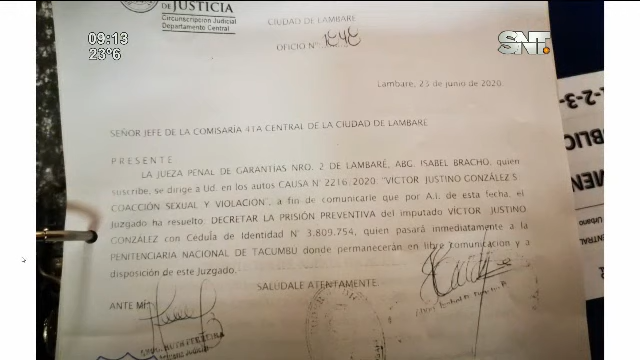 DE JUSTICIA
Circunscripción Judicial
Departamento Central
CIUDAD DE LAMBARE
OFICIO N°
09:13
23°6
SNT
Lambare, 23 de junio de 2020.
SEÑOR JEFE DE LA COMISARÍA 4TA CENTRAL DE LA CIUDAD DE LAMBARE
PRESENTE
LA JUEZA PENAL DE GARANTÍAS NRO. 2 DE LAMBARÉ, ABG. ISABEL BRACHO, quien
suscribe, se dirige a Ud. en los autos CAUSA N° 2216/2020: "VÍCTOR JUSTINO GONZÁLEZ S/
COACCIÓN SEXUAL Y VIOLACION", a fin de comunicarle que por A.I. de esta fecha, el
Juzgado ha resuelto: DECRETAR LA PRISIÓN PREVENTIVA del imputado VÍCTOR JUSTINO
GONZÁLEZ con Cedula de Identidad N° 3.809.754, quien pasará inmediatamente a la
PENITENCIARIA NACIONAL DE TACUMBU donde permanecerán en libre comunicación y a
disposición de este Juzgado.
SALUDALE ATENTAMENTE.
ANTE MÍ: